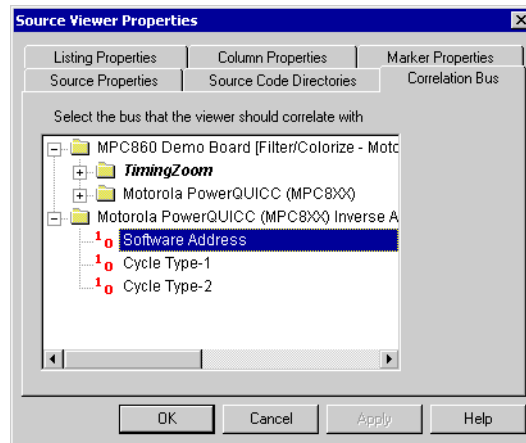 Source Viewer Properties
Listing Properties Column Properties Marker Properties
Source Properties Source Code Directories Correlation Bus
Select the bus that the viewer should correlate with
MPC860 Demo Board [Filter/Colorize - Moto
TimingZoom
Motorola PowerQUICC (MPC8XX)
Motorola PowerQUICC (MPC8XX) Inverse A
Software Address
Cycle Type-1
Cycle Type-2
OK Cancel Apply Help